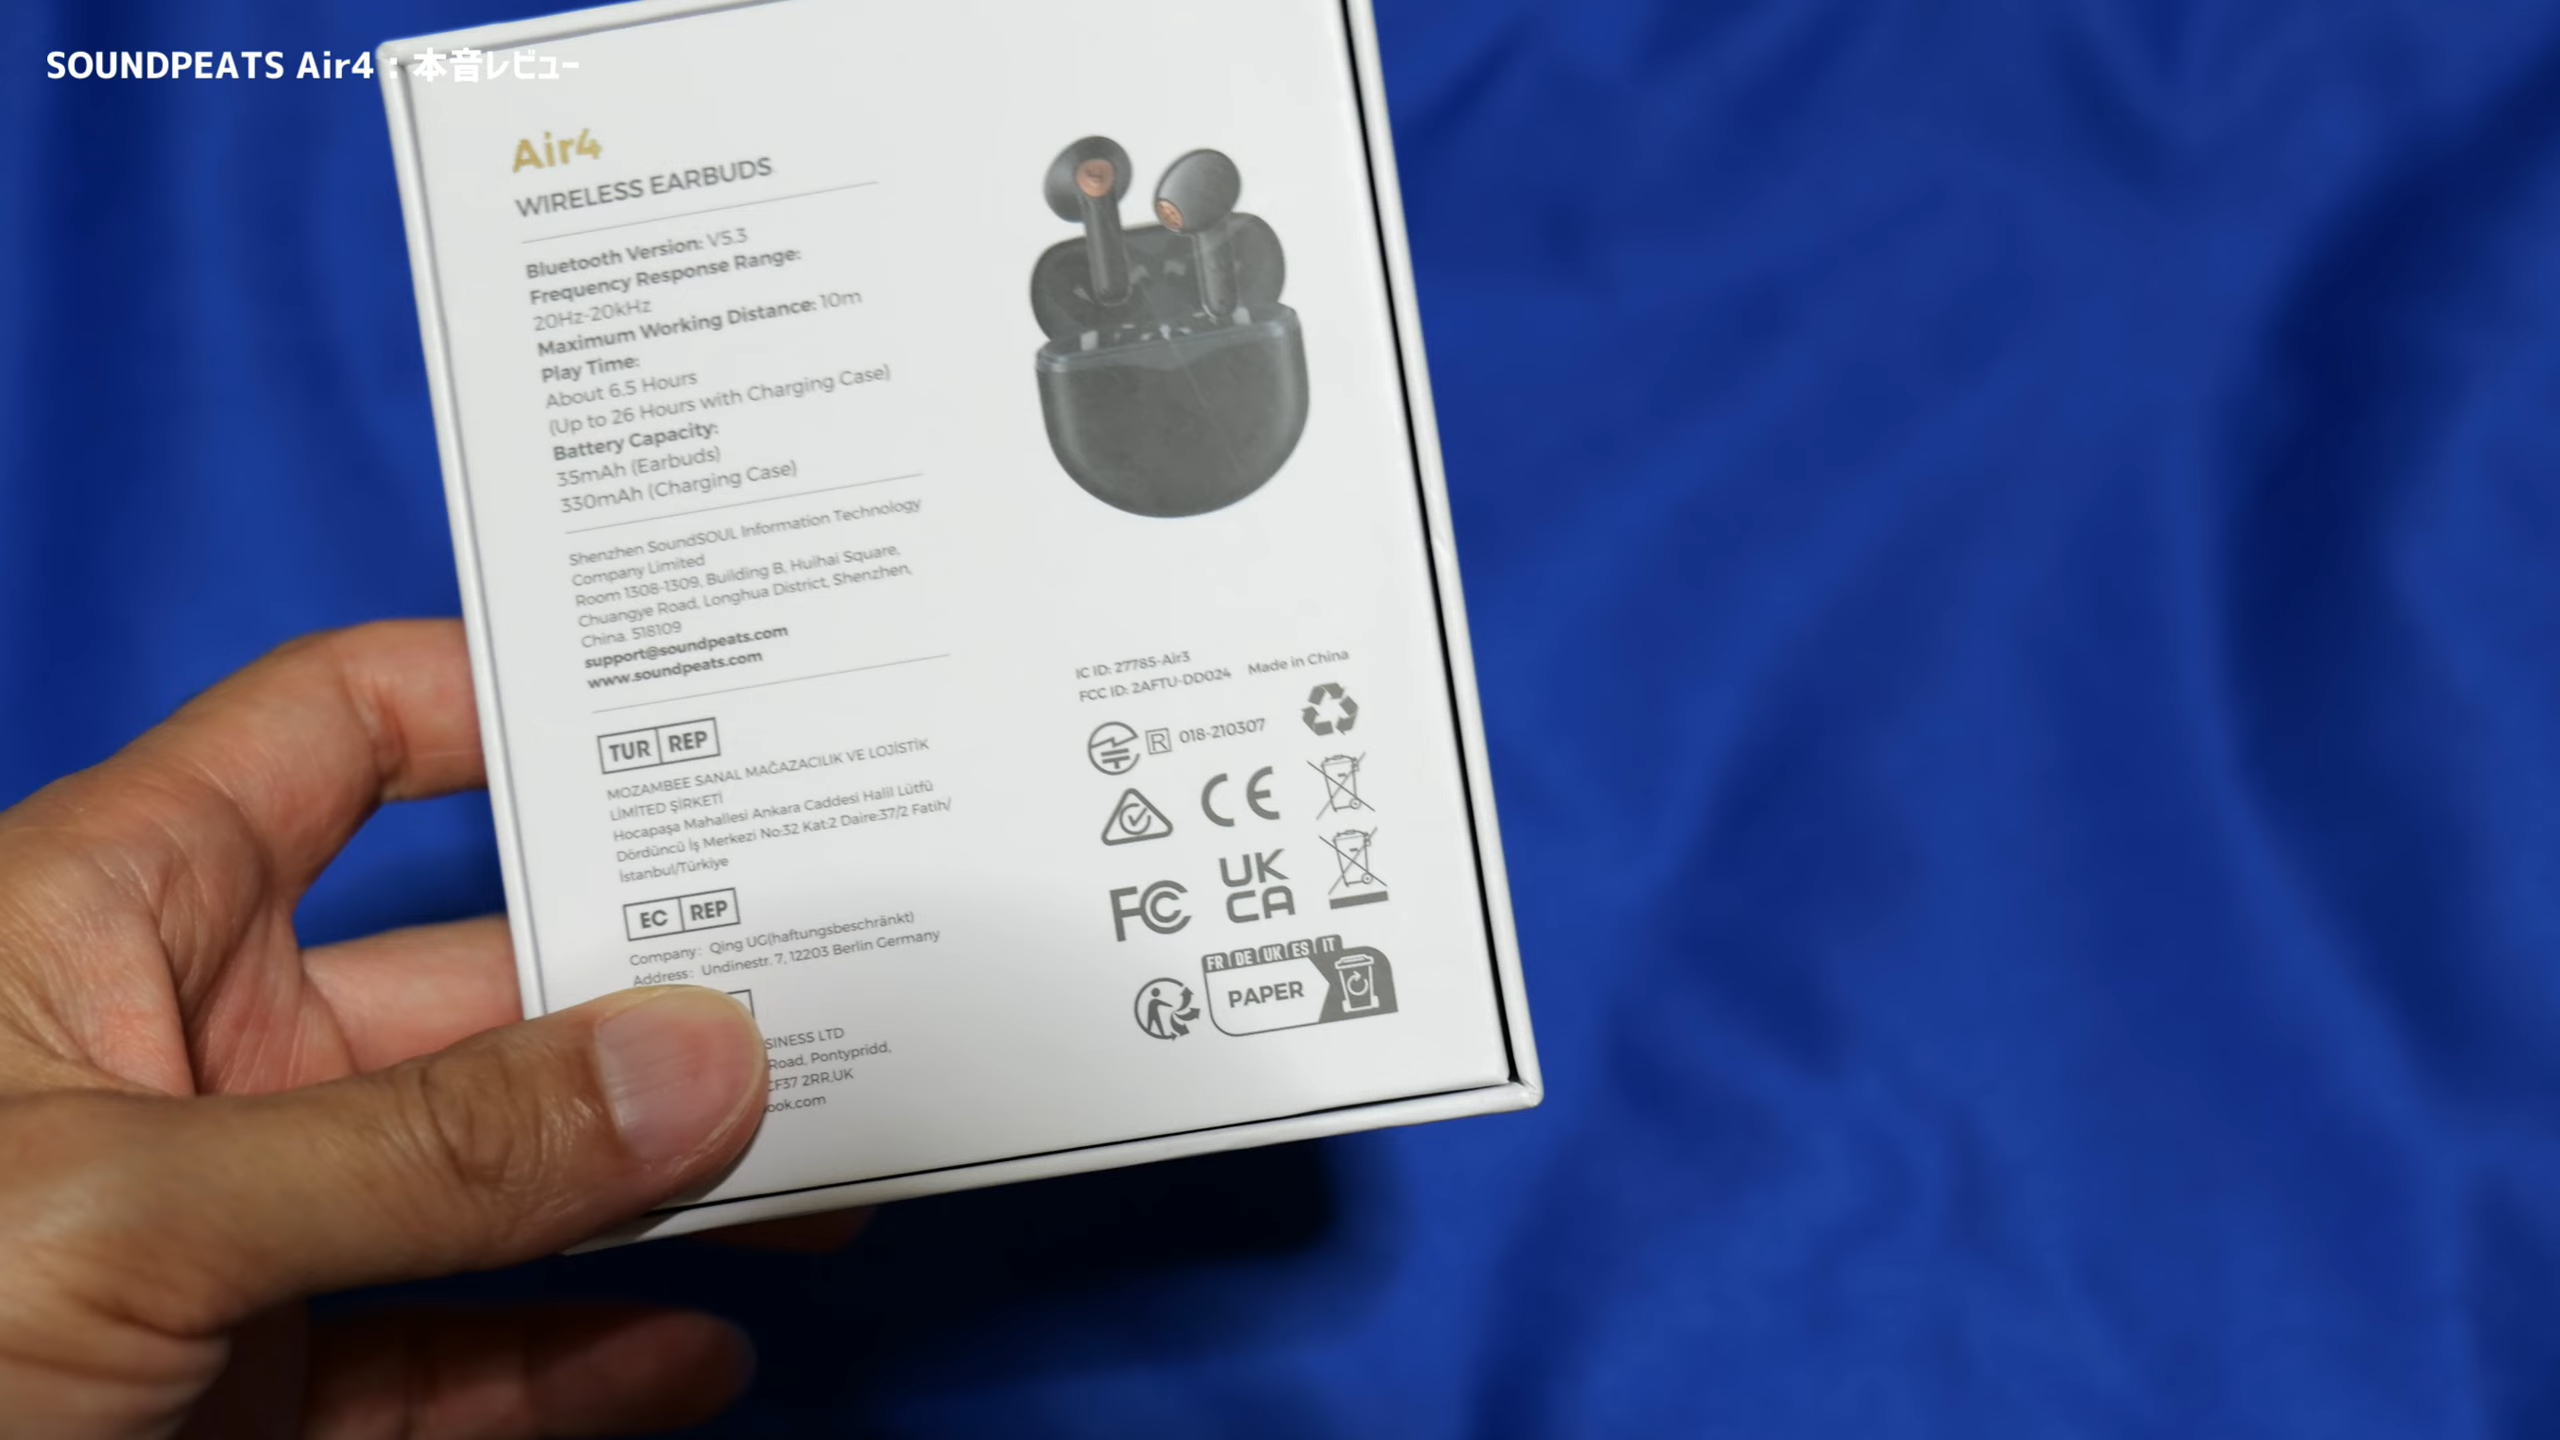 SOUNDPEATS Air4：本音レビュー
Air4
WIRELESS EARBUDS
Bluetooth Version: V5.3
Frequency Response Range:
20Hz-20kHz
Maximum Working Distance: 10m
Play Time:
About 6.5 Hours
(Up to 26 Hours with Charging Case)
Battery Capacity:
35mAh (Earbuds)
330mAh (Charging Case)
Shenzhen SoundSOUL Information Technology
Company Limited
Room 1308-1309, Building B, Huihai Square,
Chuangye Road, Longhua District, Shenzhen,
China. 518109
support@soundpeats.com
www.soundpeats.com
TUR REP
MOZAMBEE SANAL MAĞAZACILIK VE LOJİSTİK
LİMİTED ŞİRKETİ
Hocapaşa Mahallesi Ankara Caddesi Halil Lütfü
Dördüncü İş Merkezi No:32 Kat:2 Daire:37/2 Fatih/
İstanbul/Türkiye
EC REP
Company: Qing UG(haftungsbeschränkt)
Address: Undinestr. 7, 12203 Berlin Germany
SINESS LTD
Road, Pontypridd,
CF37 2RR,UK
ook.com
IC ID: 27785-Air3
FCC ID: 2AFTU-DD024 Made in China
R 018-210307
CE
FC
UK
CA
FR DE UK ES IT
PAPER